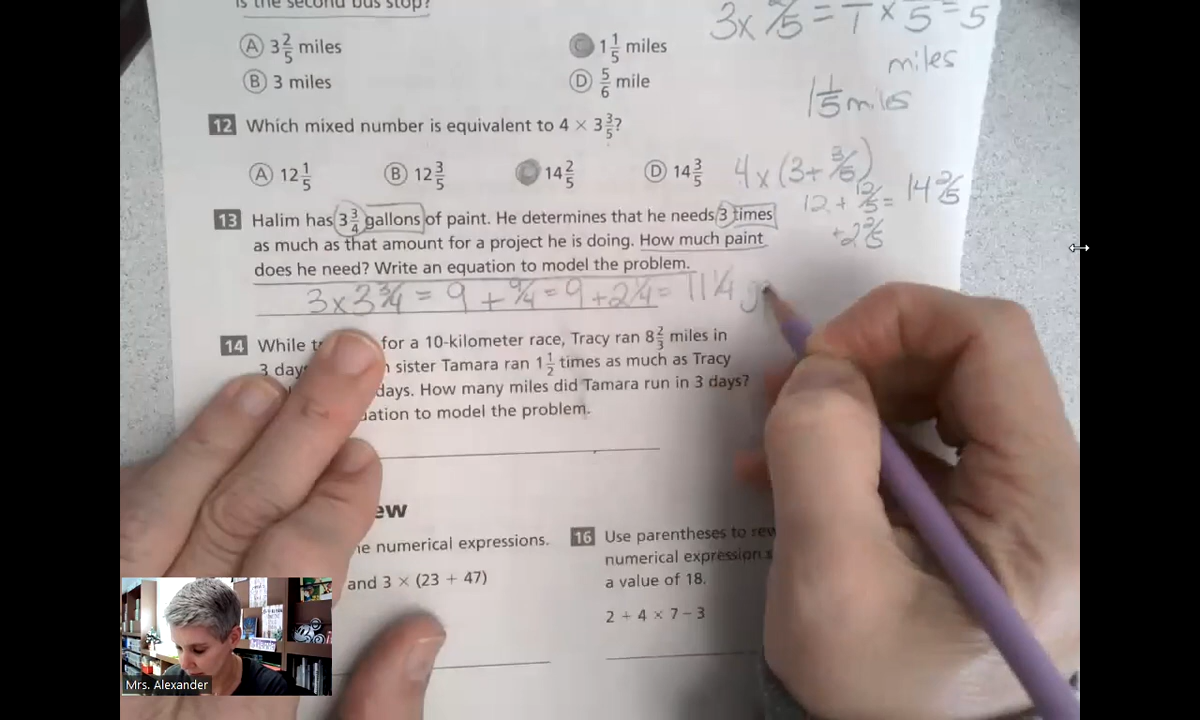 is the second bus stop?
3 x 2/5 = 1 x 5 = 5
miles
1 1/5 miles
A 3 2/5 miles
C 1 1/5 miles
B 3 miles
D 5/6 mile
12 Which mixed number is equivalent to 4 × 3 3/5?
A 12 1/5
B 12 3/5
C 14 2/5
D 14 3/5
4 x (3 + 3/5)
12 + 12/5 = 14 2/5
+2 2/5
13 Halim has 3 3/4 gallons of paint. He determines that he needs 3 times
as much as that amount for a project he is doing. How much paint
does he need? Write an equation to model the problem.
3 x 3 3/4 = 9 + 9/4 = 9 + 2 1/4 = 11 1/4
14 While for a 10-kilometer race, Tracy ran 8 2/3 miles in
3 sister Tamara ran 1 1/2 times as much as Tracy
days. How many miles did Tamara run in 3 days?
to model the problem.
numerical expressions.
and 3 × (23 + 47)
16 Use parentheses to
numerical expression
a value of 18.
2 + 4 × 7 − 3
Mrs. Alexander